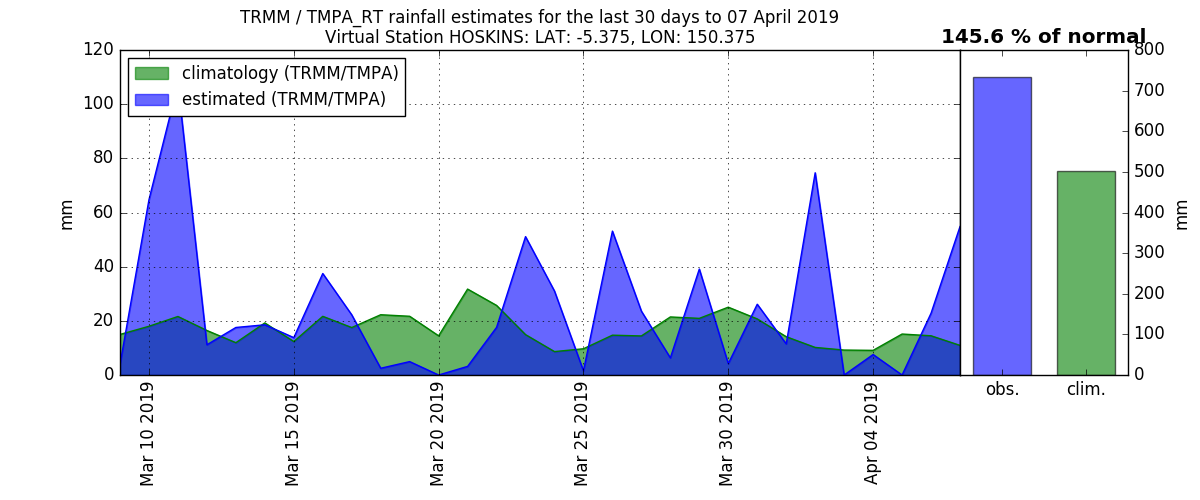 TRMM / TMPA_RT rainfall estimates for the last 30 days to 07 April 2019
Virtual Station HOSKINS: LAT: -5.375, LON: 150.375
145.6 % of normal
climatology (TRMM/TMPA)
estimated (TRMM/TMPA)
mm
120
100
80
60
40
20
0
Mar 10 2019
Mar 15 2019
Mar 20 2019
Mar 25 2019
Mar 30 2019
Apr 04 2019
obs.
clim.
800
700
600
500
400
300
200
100
0
mm